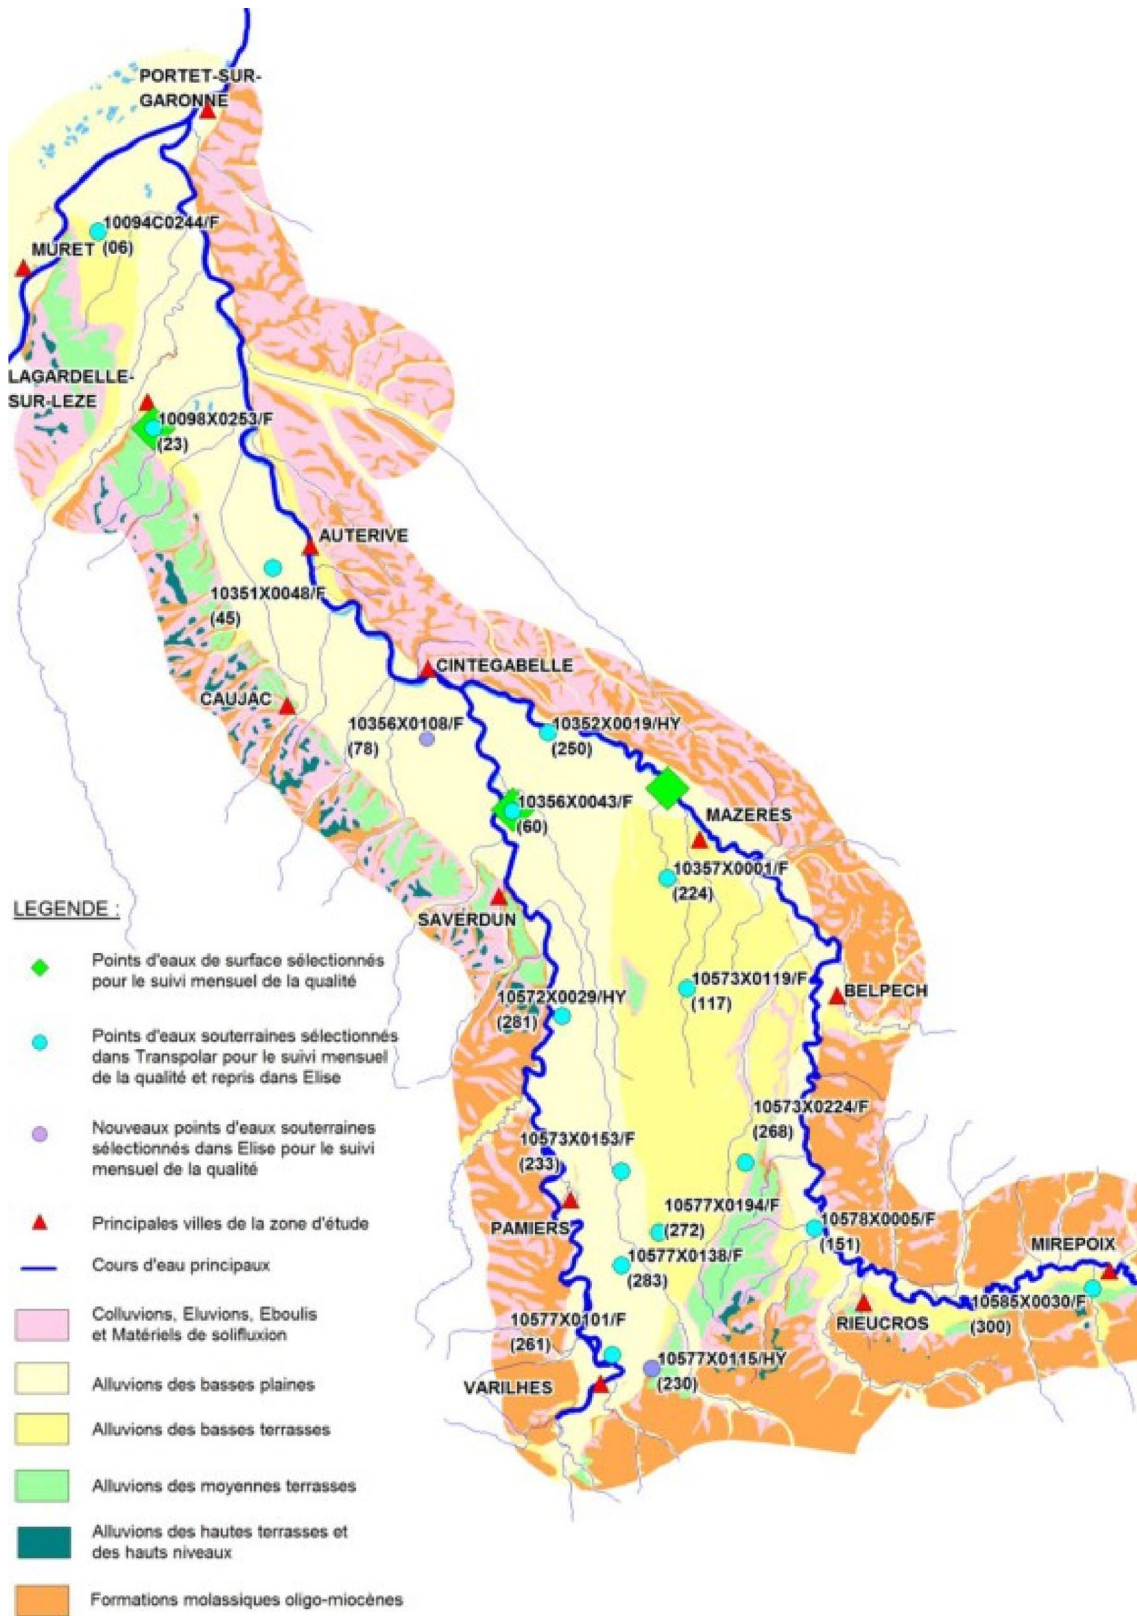 PORTET-SUR-
GARONNE
10094C0244/F
(06)
MURET
LAGARDELLE-
SUR-LEZE
10098X0253/F
(23)
AUTERIVE
10351X0048/F
(45)
CINTEGABELLE
CAUJAC
10356X0108/F
(78)
10352X0019/HY
(250)
10356X0043/F
(60)
MAZERES
10357X0001/F
(224)
SAVERDUN
10573X0119/F
(117)
BELPECH
10572X0029/HY
(281)
10573X0224/F
(268)
10573X0153/F
(233)
10577X0194/F
(272)
PAMIERS
10578X0005/F
(151)
MIREPOIX
10577X0138/F
(283)
10585X0030/F
(300)
RIEUCROS
10577X0101/F
(261)
10577X0115/HY
(230)
VARILHES
LEGENDE :
Points d'eaux de surface sélectionnés
pour le suivi mensuel de la qualité
Points d'eaux souterraines sélectionnés
dans Transpolar pour le suivi mensuel
de la qualité et repris dans Elise
Nouveaux points d'eaux souterraines
sélectionnés dans Elise pour le suivi
mensuel de la qualité
Principales villes de la zone d'étude
Cours d'eau principaux
Colluvions, Eluvions, Eboulis
et Matériels de solifluxion
Alluvions des basses plaines
Alluvions des basses terrasses
Alluvions des moyennes terrasses
Alluvions des hautes terrasses et
des hauts niveaux
Formations molassiques oligo-miocènes